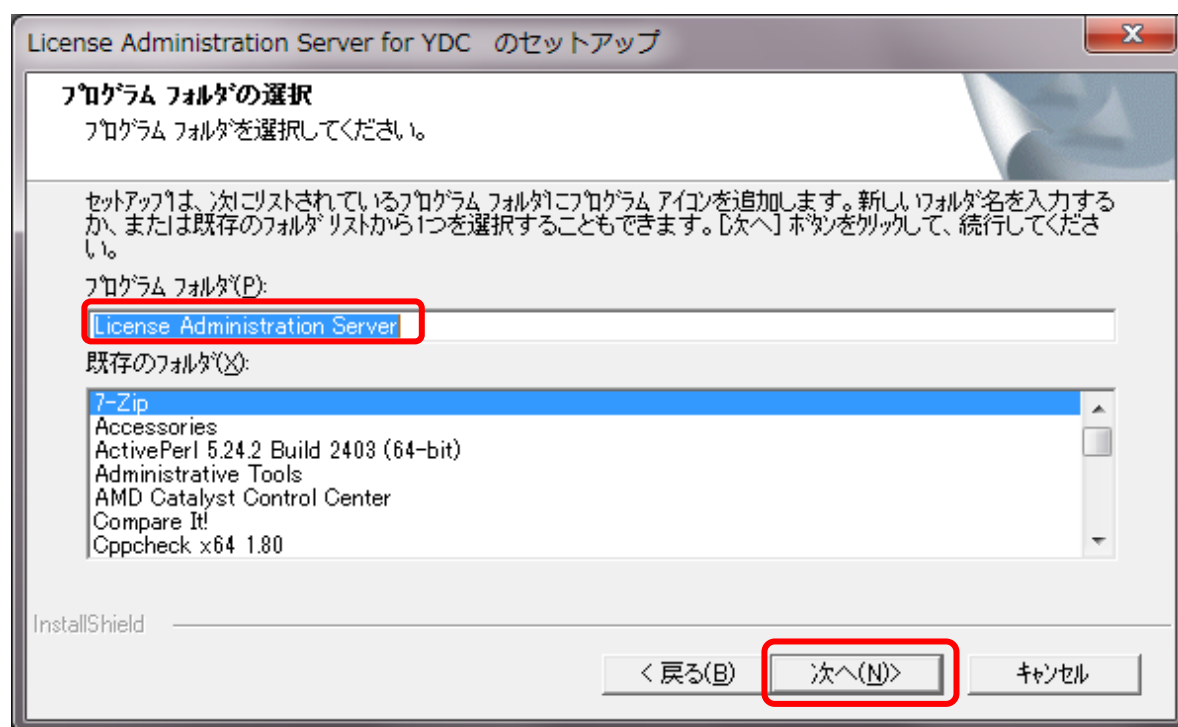 License Administration Server for YDC　のセットアップ
プログラム フォルダの選択
プログラム フォルダを選択してください。
セットアップは、次にリストされているプログラム フォルダにプログラム アイコンを追加します。新しいフォルダ名を入力する
か、または既存のフォルダ リストから1つを選択することもできます。[次へ] ボタンをクリックして、続行してくださ
い。
プログラム フォルダ(P):
License Administration Server
既存のフォルダ(X):
7-Zip
Accessories
ActivePerl 5.24.2 Build 2403 (64-bit)
Administrative Tools
AMD Catalyst Control Center
Compare It!
Cppcheck x64 1.80
InstallShield
< 戻る(B)
次へ(N)>
キャンセル